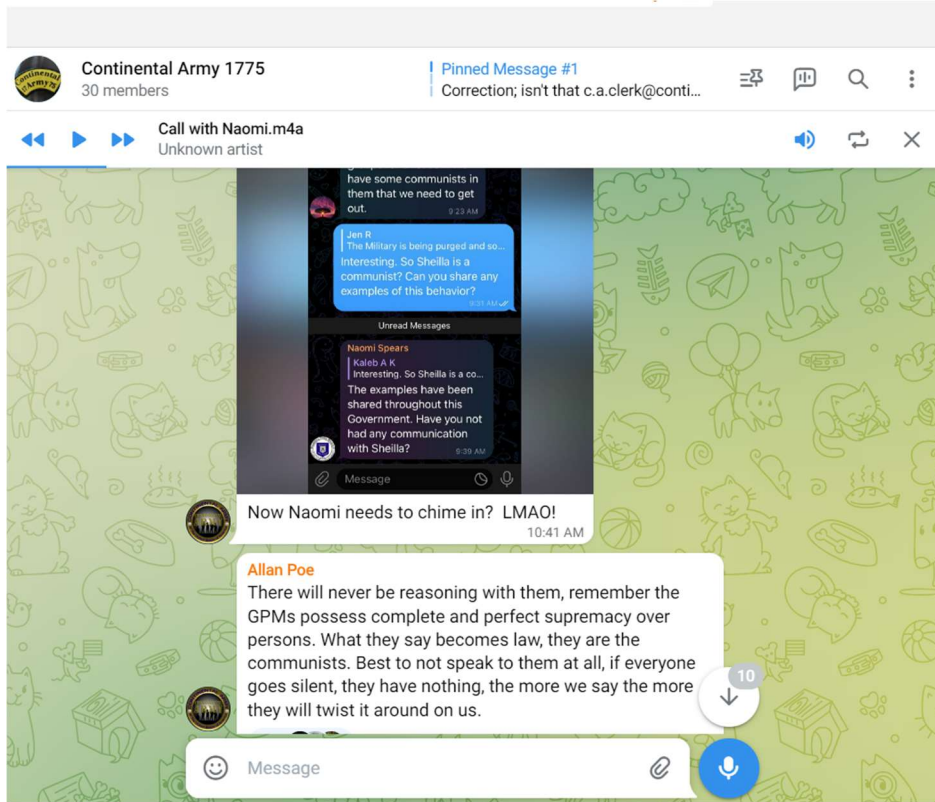 Continental Army 1775
30 members
Pinned Message #1
Correction; isn't that c.a.clerk@conti...
Call with Naomi.m4a
Unknown artist
have some communists in
them that we need to get
out.
9:23 AM
Jen R
The Military is being purged and so...
Interesting. So Sheilla is a
communist? Can you share any
examples of this behavior?
9:31 AM
Unread Messages
Naomi Spears
Kaleb A K
Interesting. So Sheilla is a co...
The examples have been
shared throughout this
Government. Have you not
had any communication
with Sheilla?
9:39 AM
Message
Now Naomi needs to chime in? LMAO!
10:41 AM
Allan Poe
There will never be reasoning with them, remember the
GPMs possess complete and perfect supremacy over
persons. What they say becomes law, they are the
communists. Best to not speak to them at all, if everyone
goes silent, they have nothing, the more we say the more
they will twist it around on us.
10
Message